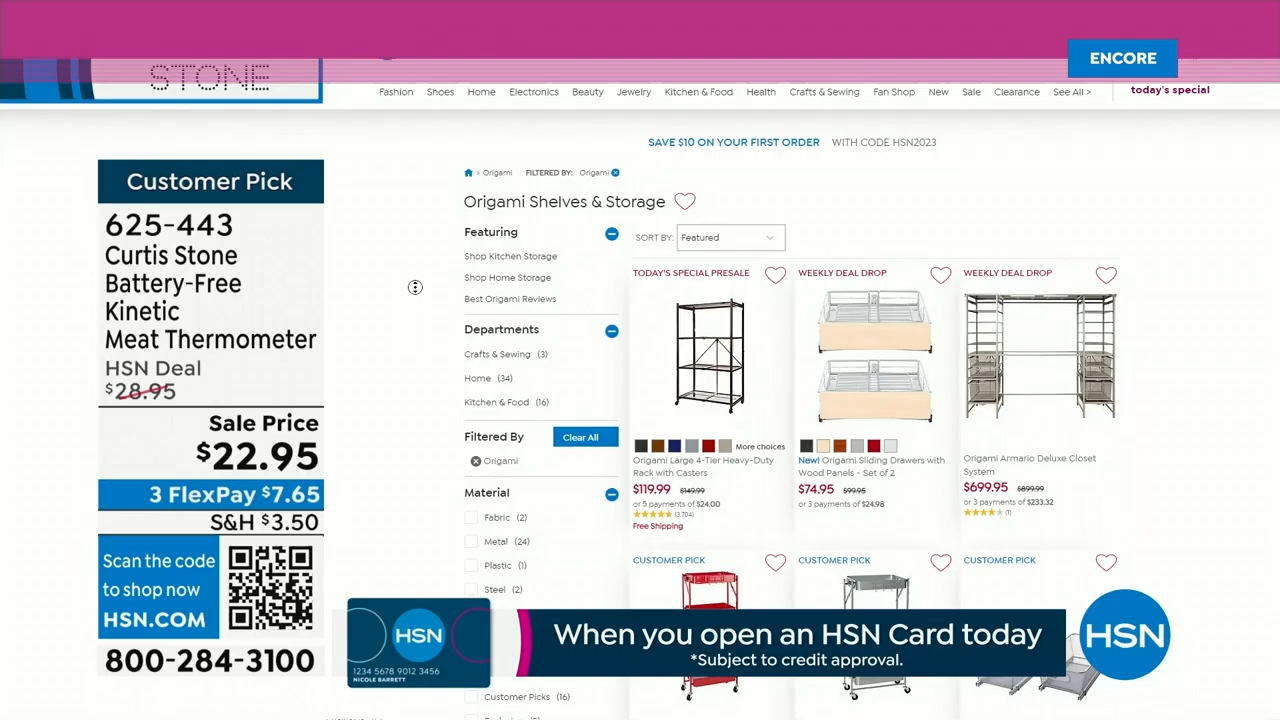 ENCORE
STONE
Fashion Shoes Home Electronics Beauty Jewelry Kitchen & Food Health Crafts & Sewing Fan Shop New Sale Clearance See All >
today's special
SAVE $10 ON YOUR FIRST ORDER WITH CODE HSN2023
Customer Pick
625-443
Curtis Stone
Battery-Free
Kinetic
Meat Thermometer
HSN Deal
$28.95
Sale Price
$22.95
3 FlexPay $7.65
S&H $3.50
Scan the code
to shop now
HSN.COM
800-284-3100
> Origami FILTERED BY: Origami
Origami Shelves & Storage
SORT BY: Featured
Featuring
Shop Kitchen Storage
Shop Home Storage
Best Origami Reviews
Departments
Crafts & Sewing (3)
Home (34)
Kitchen & Food (16)
Filtered By Clear All
Origami
Material
Fabric (2)
Metal (24)
Plastic (1)
Steel (2)
Customer Picks (16)
TODAY'S SPECIAL PRESALE
More choices
Origami Large 4-Tier Heavy-Duty
Rack with Casters
$119.99 $149.99
or 5 payments of $24.00
(3,704)
Free Shipping
WEEKLY DEAL DROP
New! Origami Sliding Drawers with
Wood Panels - Set of 2
$74.95 $99.95
or 3 payments of $24.98
WEEKLY DEAL DROP
Origami Armario Deluxe Closet
System
$699.95 $899.99
or 3 payments of $233.32
(1)
CUSTOMER PICK
CUSTOMER PICK
CUSTOMER PICK
HSN
1234 5678 9012 3456
NICOLE BARRETT
When you open an HSN Card today
*Subject to credit approval.
HSN